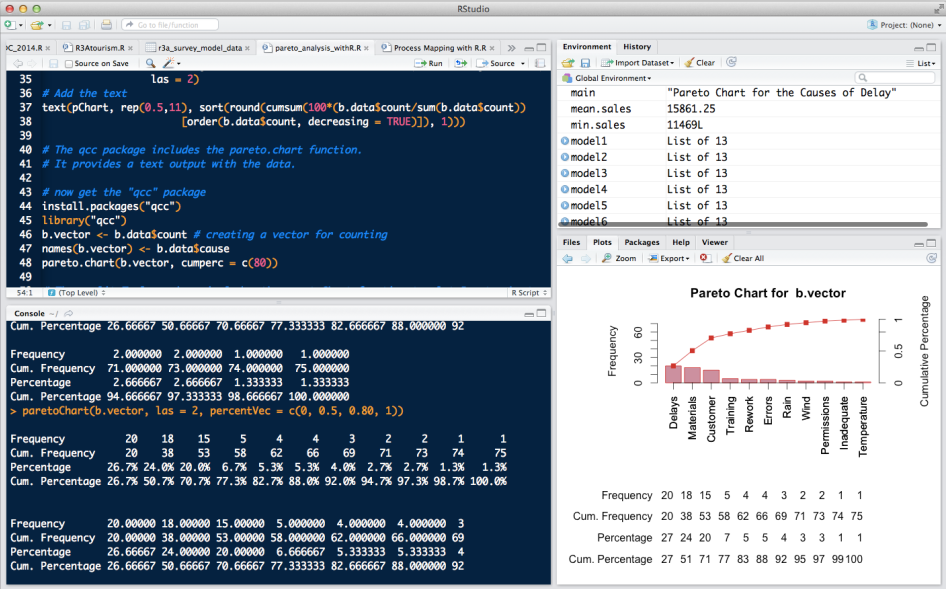 RStudio
Go to file/function
Project: (None)
OC_2014.R
R3Atourism.R
r3a_survey_model_data
pareto_analysis_withR.R
Process Mapping with R.R
Source on Save
Run
Source
35 las = 2)
36 # Add the text
37 text(pChart, rep(0.5,11), sort(round(cumsum(100*(b.data$count/sum(b.data$count))
38 [order(b.data$count, decreasing = TRUE)]), 1)))
39
40 # The qcc package includes the pareto.chart function.
41 # It provides a text output with the data.
42
43 # now get the "qcc" package
44 install.packages("qcc")
45 library("qcc")
46 b.vector <- b.data$count # creating a vector for counting
47 names(b.vector) <- b.data$cause
48 pareto.chart(b.vector, cumperc = c(80))
49
54:1 (Top Level) R Script
Console ~/
Cum. Percentage 26.66667 50.66667 70.66667 77.333333 82.666667 88.000000 92
Frequency 2.000000 2.000000 1.000000 1.000000
Cum. Frequency 71.000000 73.000000 74.000000 75.000000
Percentage 2.666667 2.666667 1.333333 1.333333
Cum. Percentage 94.666667 97.333333 98.666667 100.000000
> paretoChart(b.vector, las = 2, percentVec = c(0, 0.5, 0.80, 1))
Frequency 20 18 15 5 4 4 3 2 2 1 1
Cum. Frequency 20 38 53 58 62 66 69 71 73 74 75
Percentage 26.7% 24.0% 20.0% 6.7% 5.3% 5.3% 4.0% 2.7% 2.7% 1.3% 1.3%
Cum. Percentage 26.7% 50.7% 70.7% 77.3% 82.7% 88.0% 92.0% 94.7% 97.3% 98.7% 100.0%
Frequency 20.00000 18.00000 15.00000 5.000000 4.000000 4.000000 3
Cum. Frequency 20.00000 38.00000 53.00000 58.000000 62.000000 66.000000 69
Percentage 26.66667 24.00000 20.00000 6.666667 5.333333 5.333333 4
Cum. Percentage 26.66667 50.66667 70.66667 77.333333 82.666667 88.000000 92
Environment History
Import Dataset Clear List
Global Environment
main "Pareto Chart for the Causes of Delay"
mean.sales 15861.25
min.sales 11469L
model1 List of 13
model2 List of 13
model3 List of 13
model4 List of 13
model5 List of 13
model6 List of 13
Files Plots Packages Help Viewer
Zoom Export Clear All
Pareto Chart for b.vector
Frequency
0 30 60
Cumulative Percentage
0 0.5 1
Delays
Materials
Customer
Training
Rework
Errors
Rain
Wind
Permissions
Inadequate
Temperature
Frequency 20 18 15 5 4 4 3 2 2 1 1
Cum. Frequency 20 38 53 58 62 66 69 71 73 74 75
Percentage 27 24 20 7 5 5 4 3 3 1 1
Cum. Percentage 27 51 71 77 83 88 92 95 97 99 100